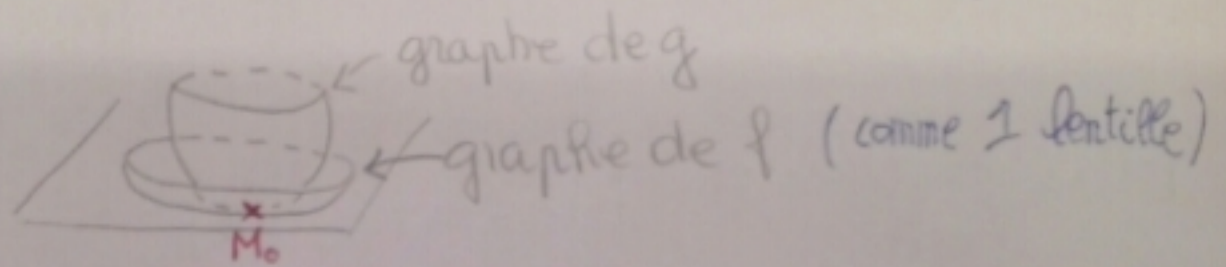 graphe de g
graphe de f (comme 1 lentille)
M₀